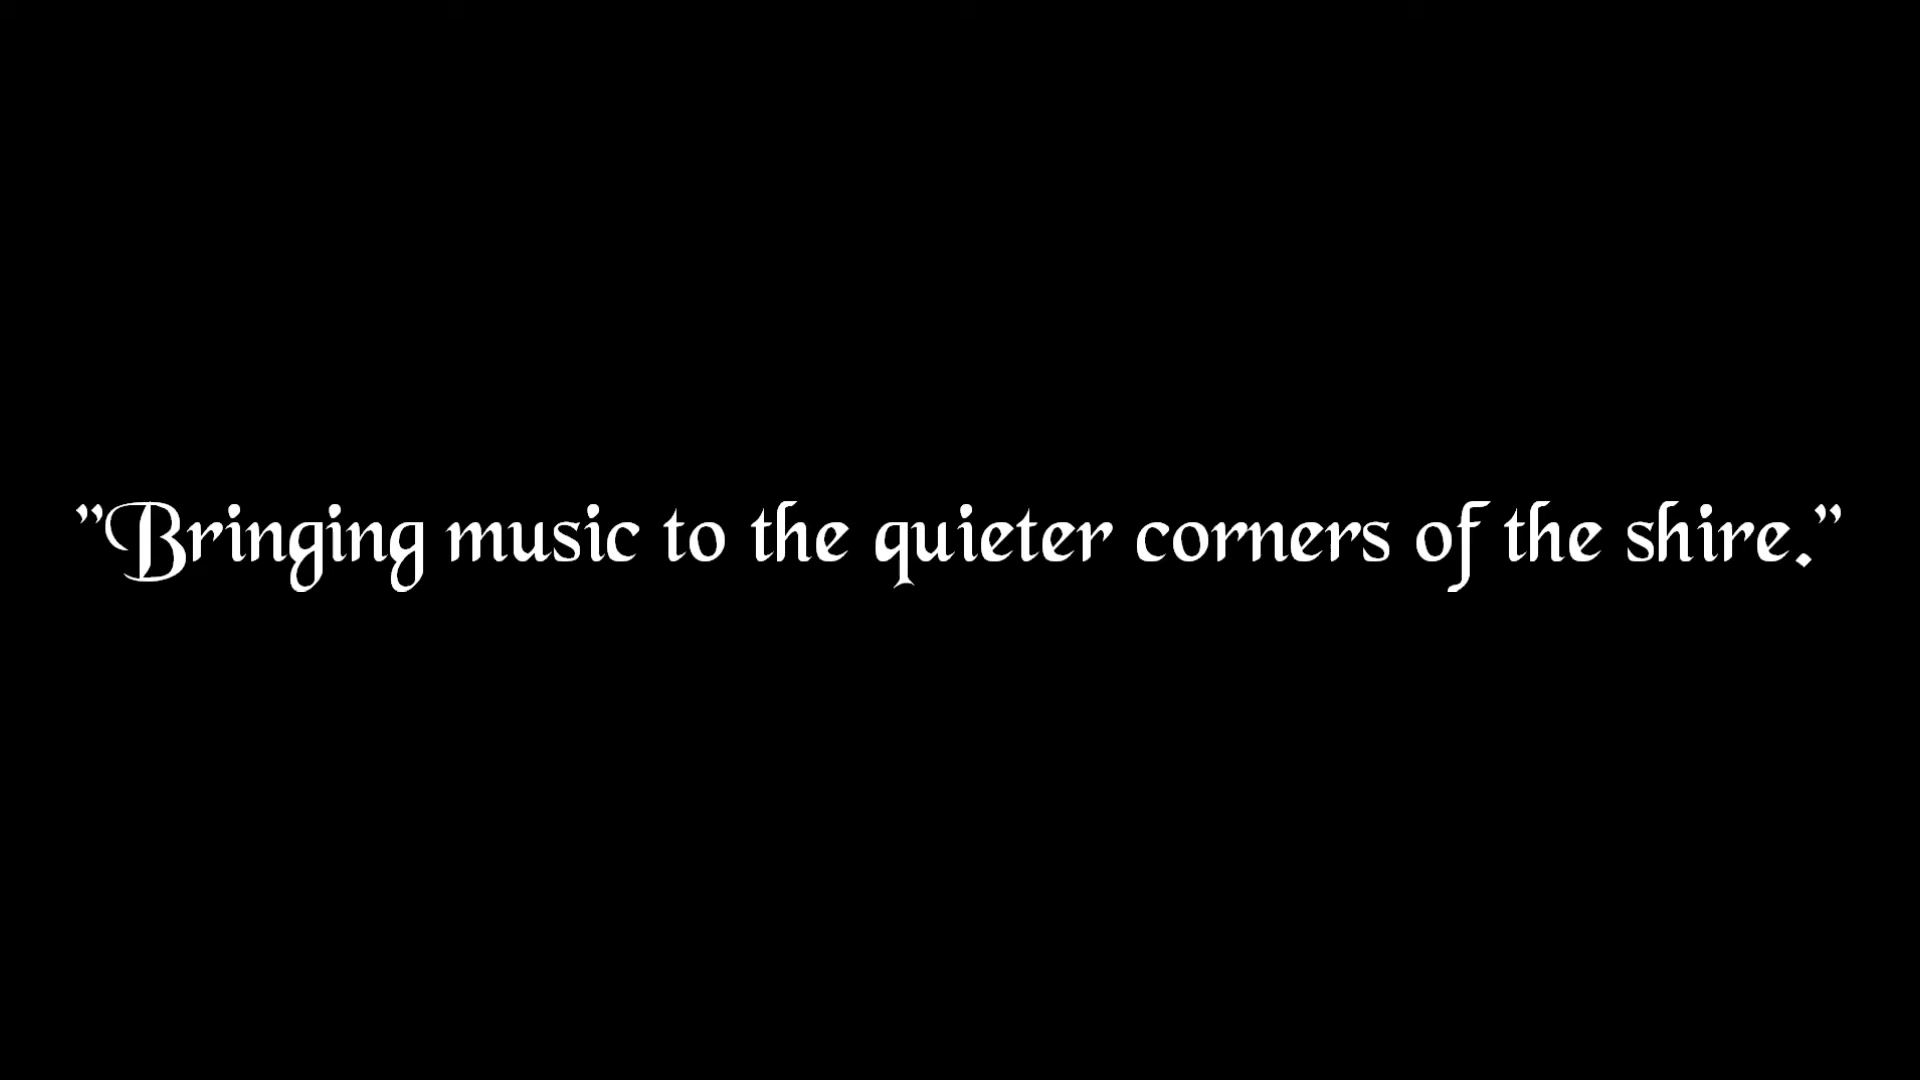 ”Bringing music to the quieter corners of the shire.”